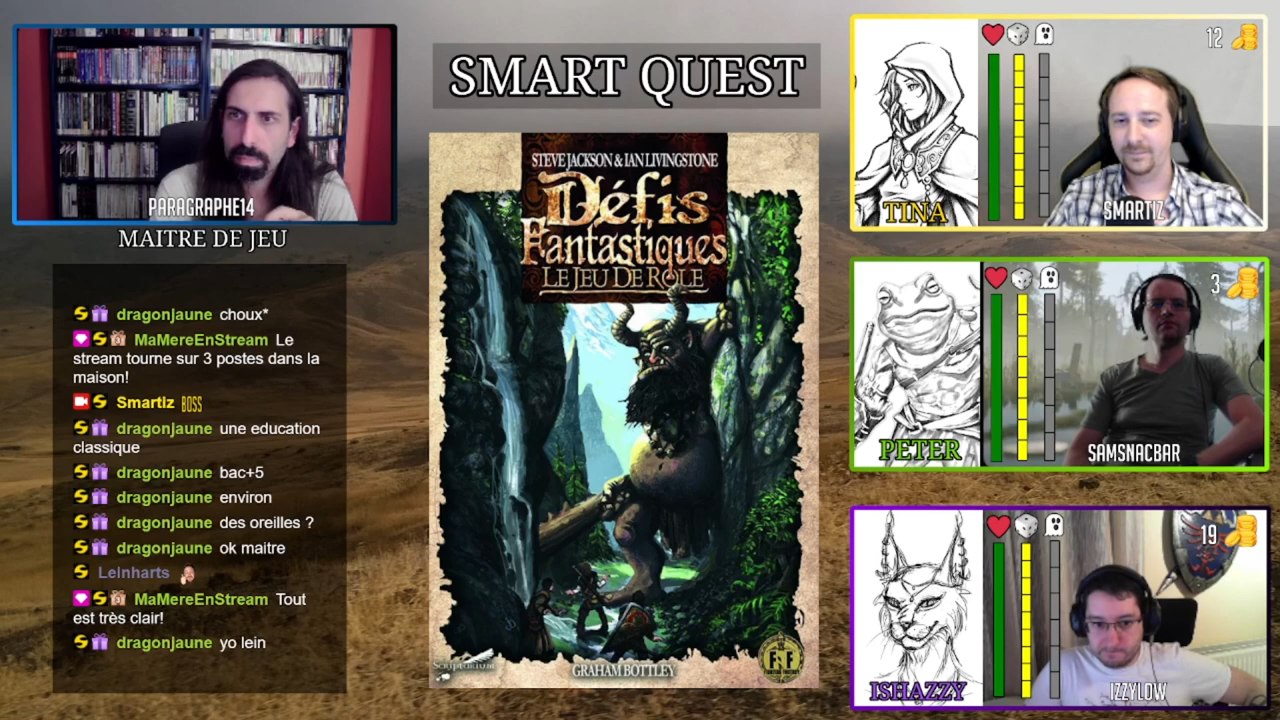 SMART QUEST
PARAGRAPHE14
MAITRE DE JEU
dragonjaune choux*
MaMereEnStream Le
stream tourne sur 3 postes dans la
maison!
Smartiz BOSS
dragonjaune une education
classique
dragonjaune bac+5
dragonjaune environ
dragonjaune des oreilles ?
dragonjaune ok maitre
Leinharts
MaMereEnStream Tout
est très clair!
dragonjaune yo lein
STEVE JACKSON & IAN LIVINGSTONE
Défis
Fantastiques
LE JEU DE RÔLE
SCRIPTARIUM
GRAHAM BOTTLEY
FF
12
TINA
SMARTIZ
3
PETER
SAMSNACBAR
19
ISHAZZY
IZZYLOW